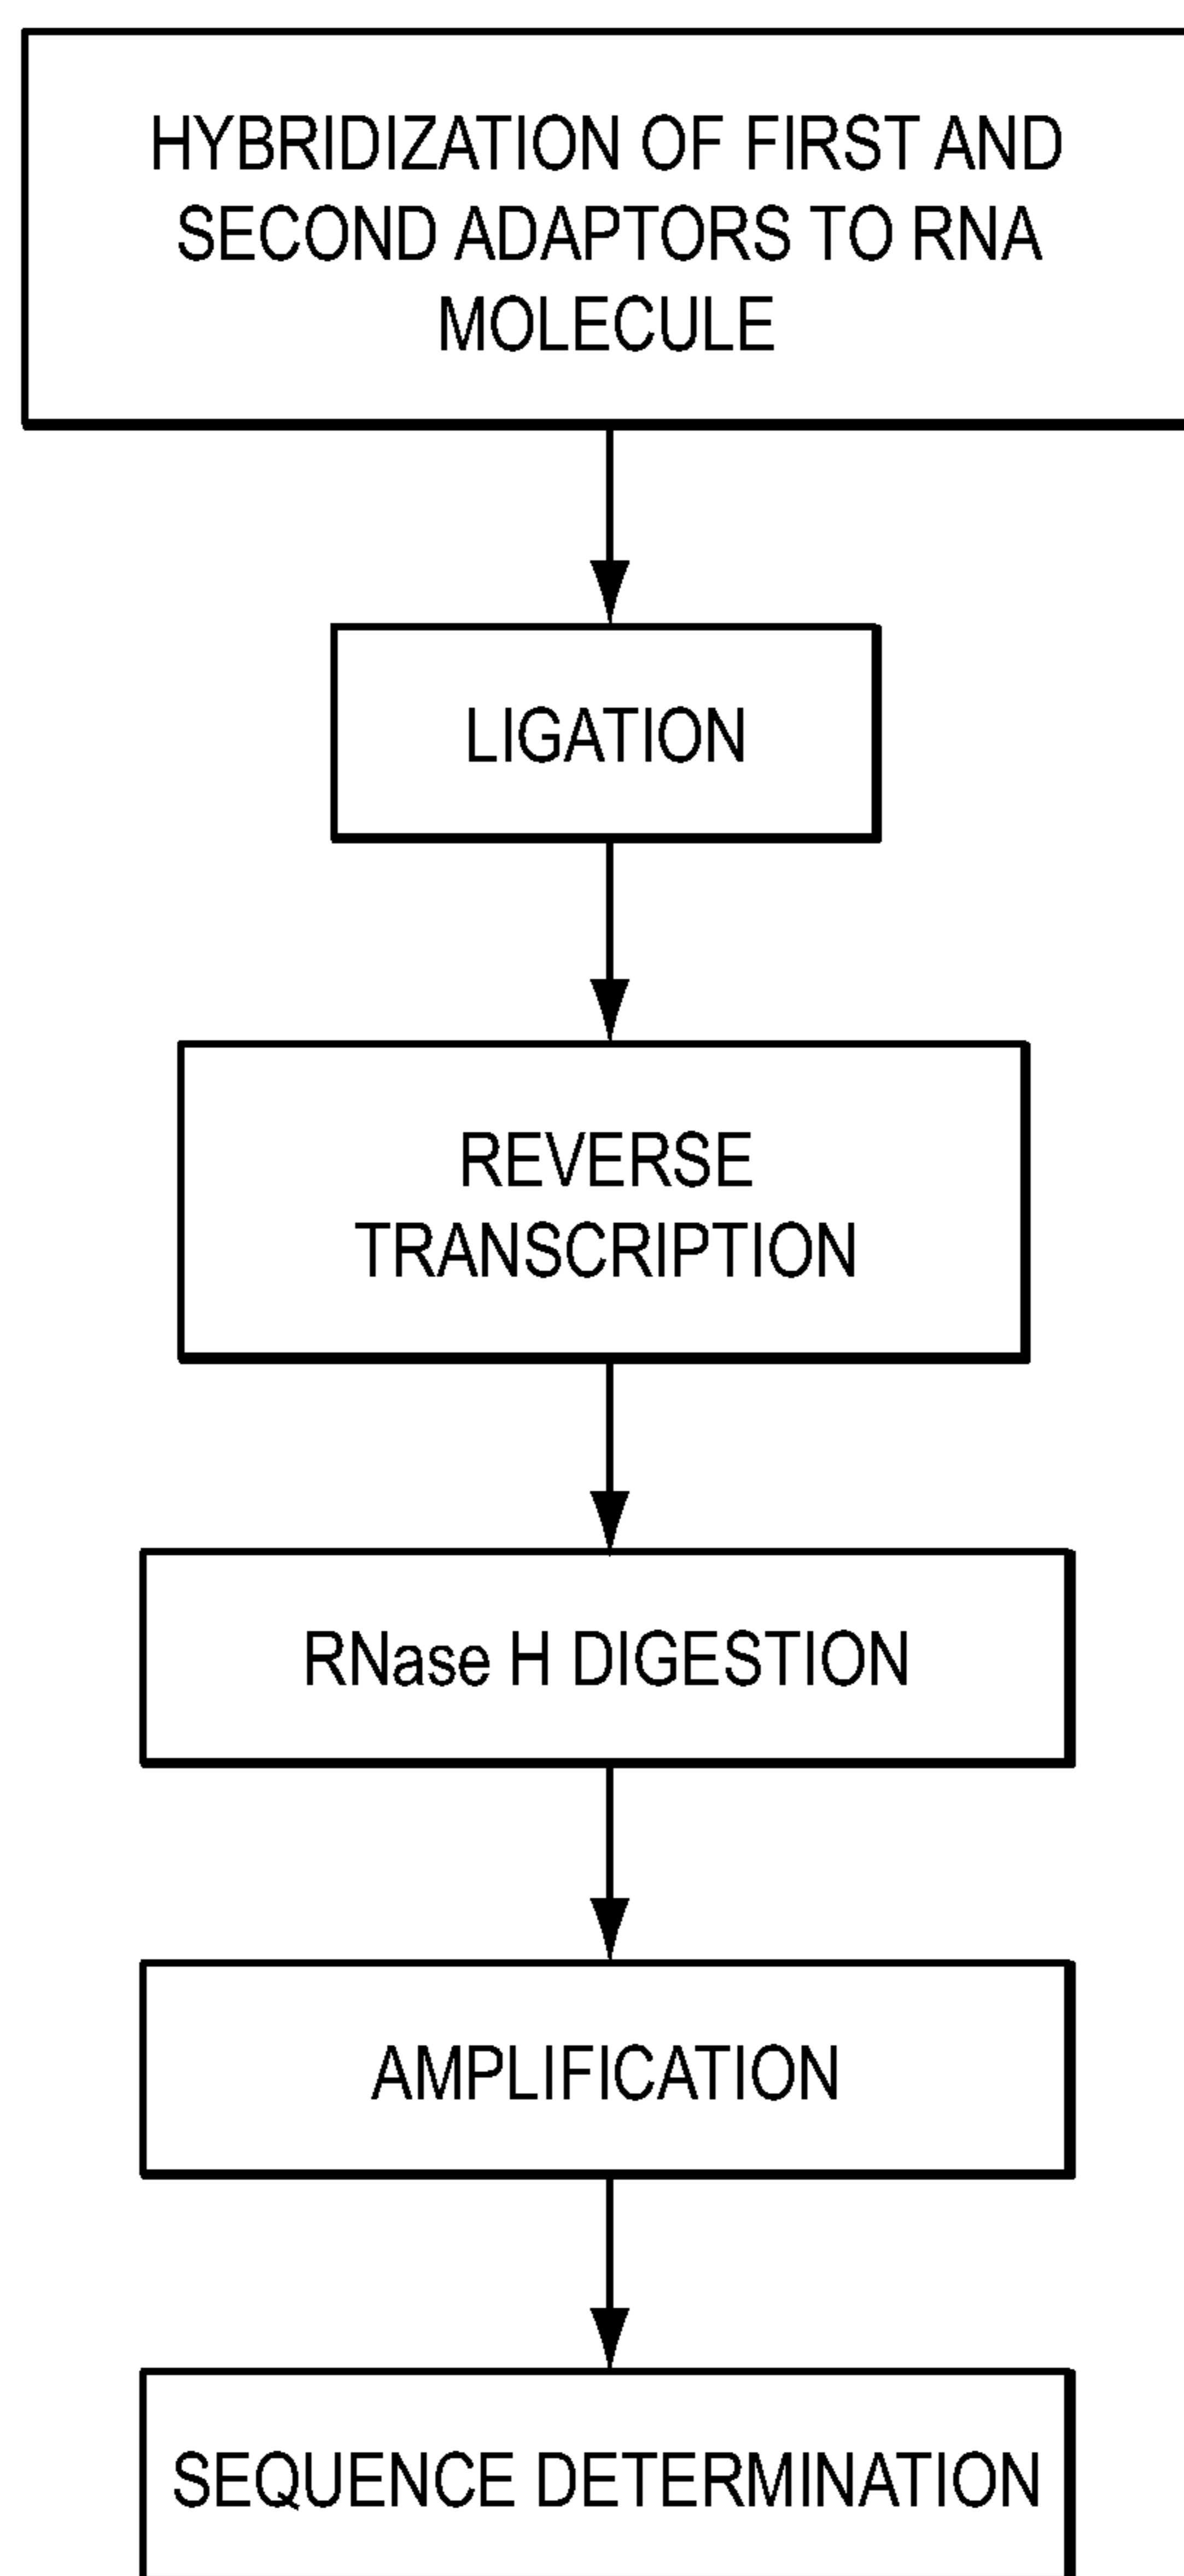 HYBRIDIZATION OF FIRST AND
SECOND ADAPTORS TO RNA
MOLECULE
LIGATION
REVERSE
TRANSCRIPTION
RNase H DIGESTION
AMPLIFICATION
SEQUENCE DETERMINATION